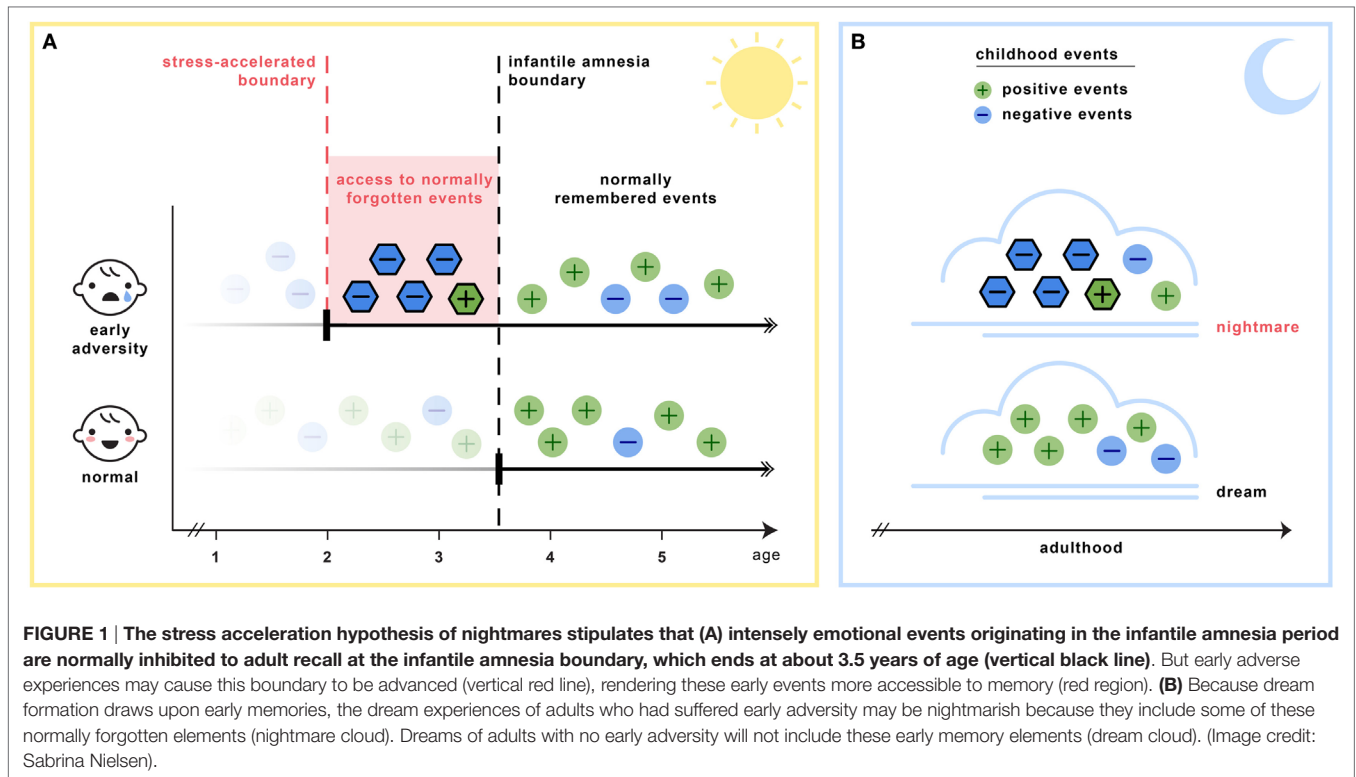 A
stress-accelerated
boundary
infantile amnesia
boundary
access to normally
forgotten events
normally
remembered events
early
adversity
normal
1
2
3
4
5
age
B
childhood events
+ positive events
− negative events
nightmare
dream
adulthood
FIGURE 1 | The stress acceleration hypothesis of nightmares stipulates that (A) intensely emotional events originating in the infantile amnesia period
are normally inhibited to adult recall at the infantile amnesia boundary, which ends at about 3.5 years of age (vertical black line). But early adverse
experiences may cause this boundary to be advanced (vertical red line), rendering these early events more accessible to memory (red region). (B) Because dream
formation draws upon early memories, the dream experiences of adults who had suffered early adversity may be nightmarish because they include some of these
normally forgotten elements (nightmare cloud). Dreams of adults with no early adversity will not include these early memory elements (dream cloud). (Image credit:
Sabrina Nielsen).